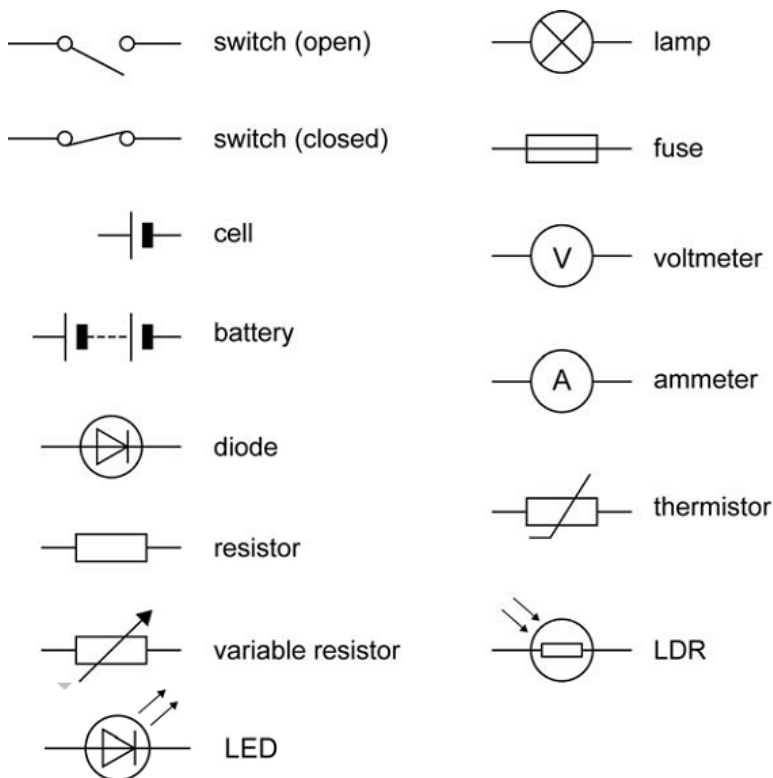 switch (open)
switch (closed)
cell
battery
diode
resistor
variable resistor
LED
lamp
fuse
V
voltmeter
A
ammeter
thermistor
LDR